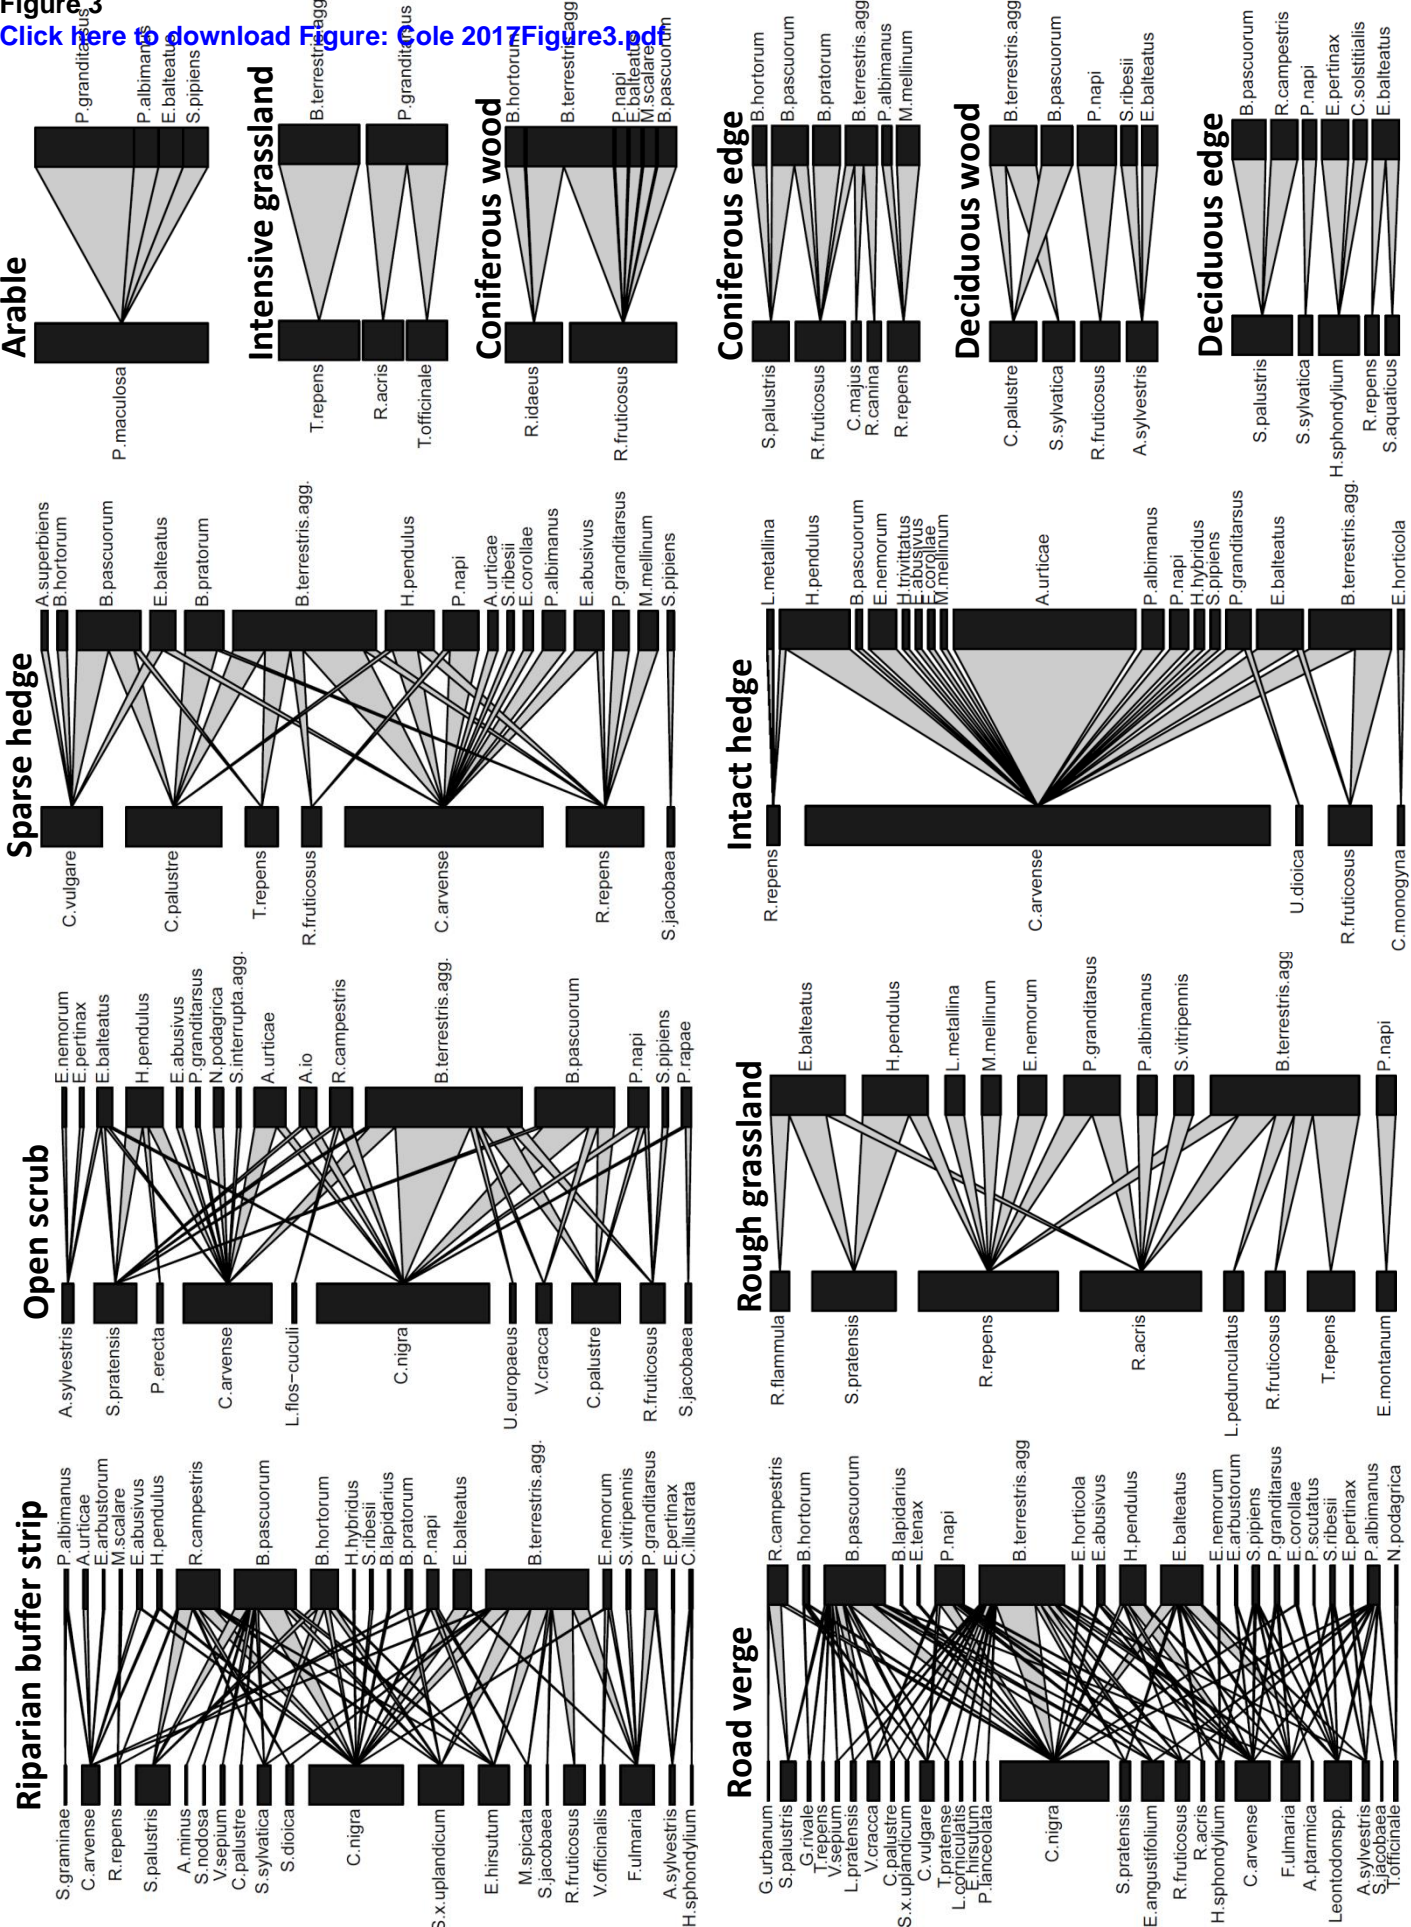 Figure 3
Click here to download Figure: Cole 2017Figure3.pdf
Arable
P.granditarsus
P.albimanus
E.balteatus
S.pipiens
P.maculosa
Intensive grassland
B.terrestris.agg
P.granditarsus
T.repens
R.acris
T.officinale
Coniferous wood
B.hortorum
B.terrestris.agg
P.napi
E.balteatus
M.scalare
B.pascuorum
R.idaeus
R.fruticosus
Coniferous edge
B.hortorum
B.pascuorum
B.pratorum
B.terrestris.agg
P.albimanus
M.mellinum
S.palustris
R.fruticosus
C.majus
R.canina
R.repens
Deciduous wood
B.terrestris.agg
B.pascuorum
P.napi
S.ribesii
E.balteatus
C.palustre
S.sylvatica
R.fruticosus
A.sylvestris
Deciduous edge
B.pascuorum
R.campestris
P.napi
E.pertinax
C.solstitialis
E.balteatus
S.palustris
S.sylvatica
H.sphondylium
R.repens
S.aquaticus
Sparse hedge
A.superbiens
B.hortorum
B.pascuorum
E.balteatus
B.pratorum
B.terrestris.agg.
H.pendulus
P.napi
A.urticae
S.ribesii
E.corollae
P.albimanus
E.abusivus
P.granditarsus
M.mellinum
S.pipiens
C.vulgare
C.palustre
T.repens
R.fruticosus
C.arvense
R.repens
S.jacobaea
Intact hedge
L.metallina
H.pendulus
B.pascuorum
E.nemorum
H.trivittatus
E.abusivus
E.corollae
M.mellinum
A.urticae
P.albimanus
P.napi
H.hybridus
S.pipiens
P.granditarsus
E.balteatus
B.terrestris.agg.
E.horticola
R.repens
C.arvense
U.dioica
R.fruticosus
C.monogyna
Open scrub
E.nemorum
E.pertinax
E.balteatus
H.pendulus
E.abusivus
P.granditarsus
N.podagrica
S.interrupta.agg.
A.urticae
A.io
R.campestris
B.terrestris.agg.
B.pascuorum
P.napi
S.pipiens
P.rapae
A.sylvestris
S.pratensis
P.erecta
C.arvense
L.flos−cuculi
C.nigra
U.europaeus
V.cracca
C.palustre
R.fruticosus
S.jacobaea
Rough grassland
E.balteatus
H.pendulus
L.metallina
M.mellinum
E.nemorum
P.granditarsus
P.albimanus
S.vitripennis
B.terrestris.agg
P.napi
R.flammula
S.pratensis
R.repens
R.acris
L.pedunculatus
R.fruticosus
T.repens
E.montanum
Riparian buffer strip
P.albimanus
A.urticae
E.arbustorum
M.scalare
E.abusivus
H.pendulus
R.campestris
B.pascuorum
B.hortorum
H.hybridus
S.ribesii
B.lapidarius
B.pratorum
P.napi
E.balteatus
B.terrestris.agg.
E.nemorum
S.vitripennis
P.granditarsus
E.pertinax
C.illustrata
S.graminae
C.arvense
R.repens
S.palustris
A.minus
S.nodosa
V.sepium
C.palustre
S.sylvatica
S.dioica
C.nigra
S.x.uplandicum
E.hirsutum
M.spicata
S.jacobaea
R.fruticosus
V.officinalis
F.ulmaria
A.sylvestris
H.sphondylium
Road verge
R.campestris
B.hortorum
B.pascuorum
B.lapidarius
E.tenax
P.napi
B.terrestris.agg
E.horticola
E.abusivus
H.pendulus
E.balteatus
E.nemorum
E.arbustorum
S.pipiens
P.granditarsus
E.corollae
P.scutatus
S.ribesii
E.pertinax
P.albimanus
N.podagrica
G.urbanum
S.palustris
G.rivale
T.repens
V.sepium
L.pratensis
V.cracca
C.palustre
S.x.uplandicum
C.vulgare
T.pratense
L.corniculatis
E.hirsutum
P.lanceolata
C.nigra
S.pratensis
E.angustifolium
R.fruticosus
R.acris
H.sphondylium
C.arvense
F.ulmaria
A.ptarmica
Leontodonspp.
A.sylvestris
S.jacobaea
T.officinale